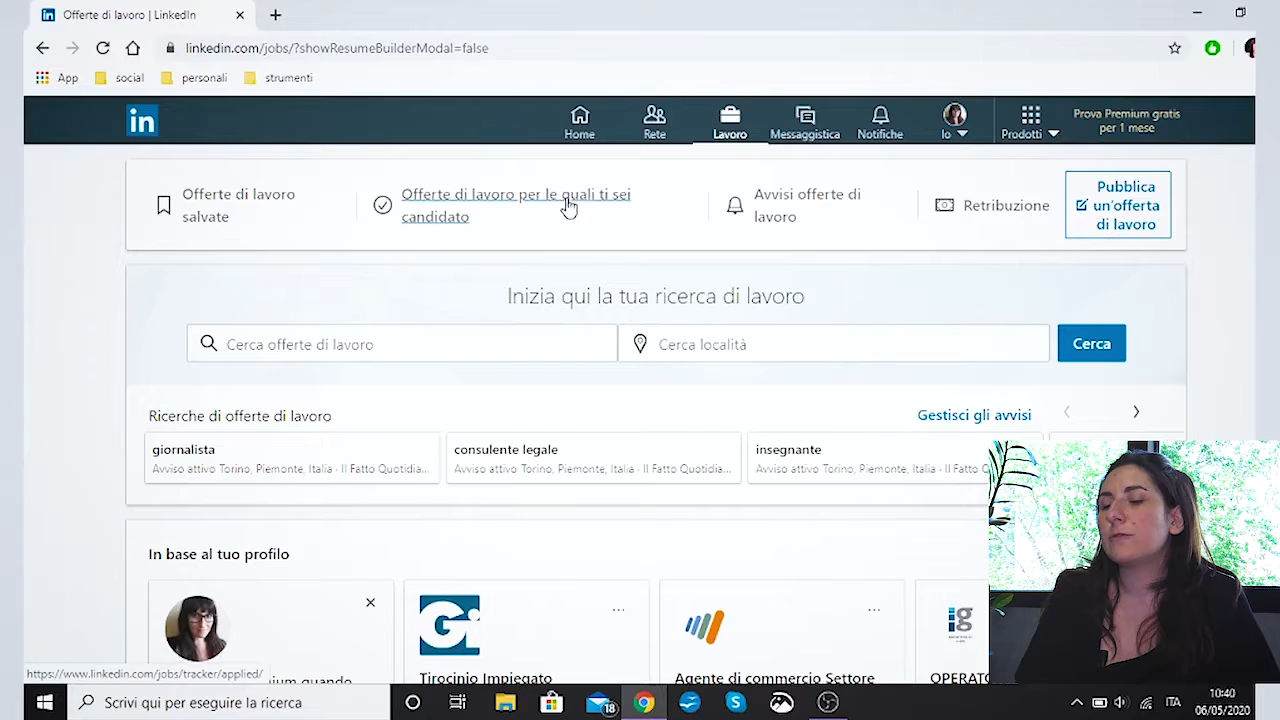 Offerte di lavoro | LinkedIn
linkedin.com/jobs/?showResumeBuilderModal=false
App social personali strumenti
in
Home Rete Lavoro Messaggistica Notifiche Io Prodotti
Prova Premium gratis
per 1 mese
Offerte di lavoro
salvate
Offerte di lavoro per le quali ti sei
candidato
Avvisi offerte di
lavoro
Retribuzione
Pubblica
un'offerta
di lavoro
Inizia qui la tua ricerca di lavoro
Cerca offerte di lavoro Cerca località Cerca
Ricerche di offerte di lavoro Gestisci gli avvisi
giornalista
Avviso attivo Torino, Piemonte, Italia · Il Fatto Quotidia...
consulente legale
Avviso attivo Torino, Piemonte, Italia · Il Fatto Quotidia...
insegnante
Avviso attivo Torino, Piemonte, Italia · Il Fatto Q
In base al tuo profilo
Gi
ig
Tirocinio Impiegato Agente di commercio Settore
https://www.linkedin.com/jobs/tracker/applied/
quando
Scrivi qui per eseguire la ricerca
18
ITA
10:40
06/05/2020